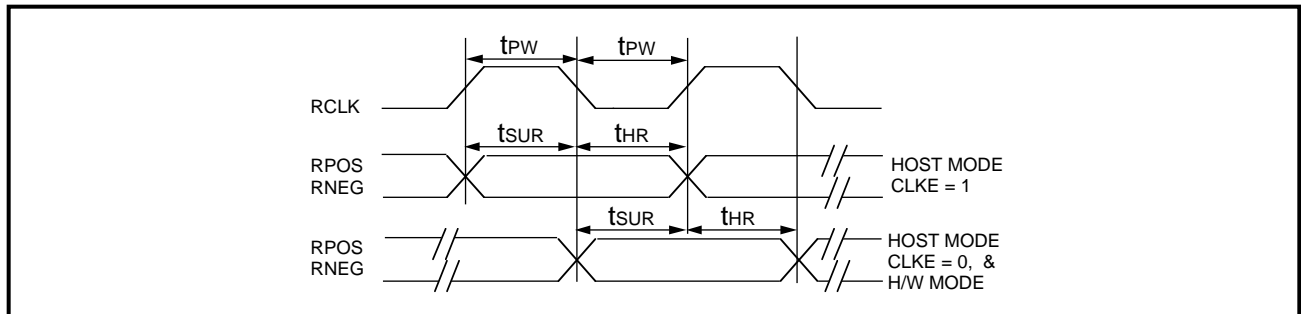 tPW tPW
RCLK
tSUR tHR
RPOS
RNEG
HOST MODE
CLKE = 1
tSUR tHR
RPOS
RNEG
HOST MODE
CLKE = 0, &
H/W MODE